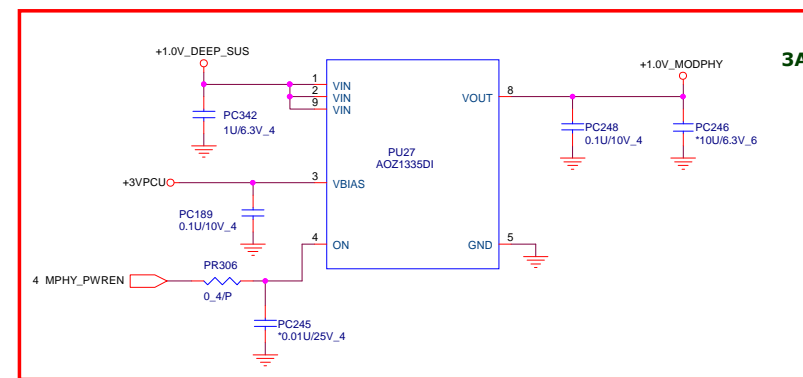 +1.0V_DEEP_SUS
+1.0V_MODPHY
3A
1
2
9
VIN
VIN
VIN
VOUT
8
PC342
1U/6.3V_4
PC248
0.1U/10V_4
PC246
*10U/6.3V_6
PU27
AOZ1335DI
+3VPCU
3
VBIAS
PC189
0.1U/10V_4
4
ON
GND
5
PR306
4 MPHY_PWREN
0_4/P
PC245
*0.01U/25V_4